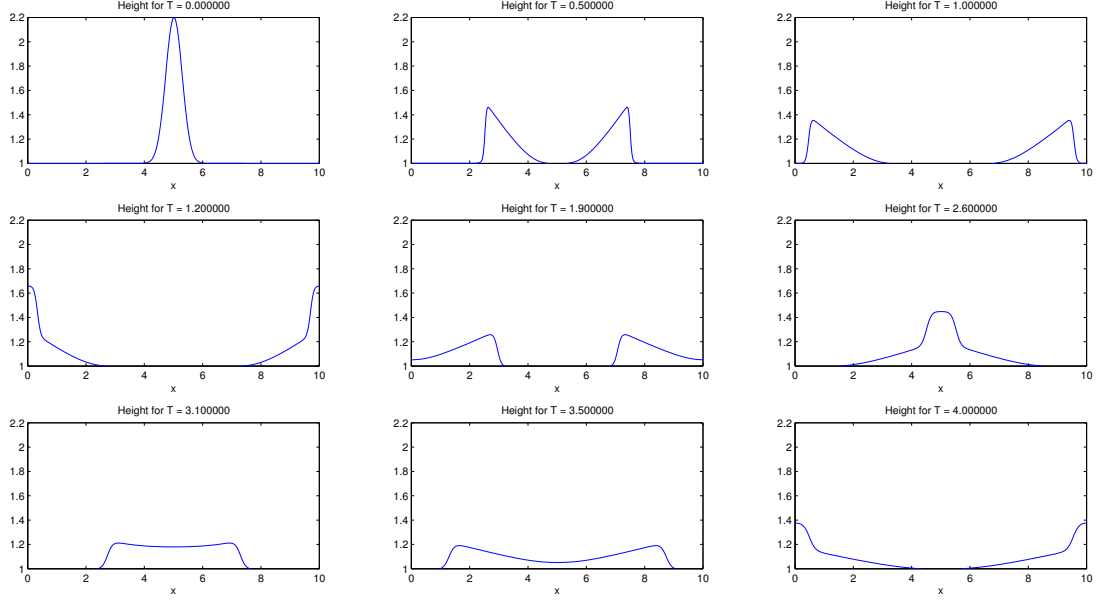 Height for T = 0.000000
2.2
2
1.8
1.6
1.4
1.2
1
0 2 4 6 8 10
x
Height for T = 0.500000
2.2
2
1.8
1.6
1.4
1.2
1
0 2 4 6 8 10
x
Height for T = 1.000000
2.2
2
1.8
1.6
1.4
1.2
1
0 2 4 6 8 10
x
Height for T = 1.200000
2.2
2
1.8
1.6
1.4
1.2
1
0 2 4 6 8 10
x
Height for T = 1.900000
2.2
2
1.8
1.6
1.4
1.2
1
0 2 4 6 8 10
x
Height for T = 2.600000
2.2
2
1.8
1.6
1.4
1.2
1
0 2 4 6 8 10
x
Height for T = 3.100000
2.2
2
1.8
1.6
1.4
1.2
1
0 2 4 6 8 10
x
Height for T = 3.500000
2.2
2
1.8
1.6
1.4
1.2
1
0 2 4 6 8 10
x
Height for T = 4.000000
2.2
2
1.8
1.6
1.4
1.2
1
0 2 4 6 8 10
x